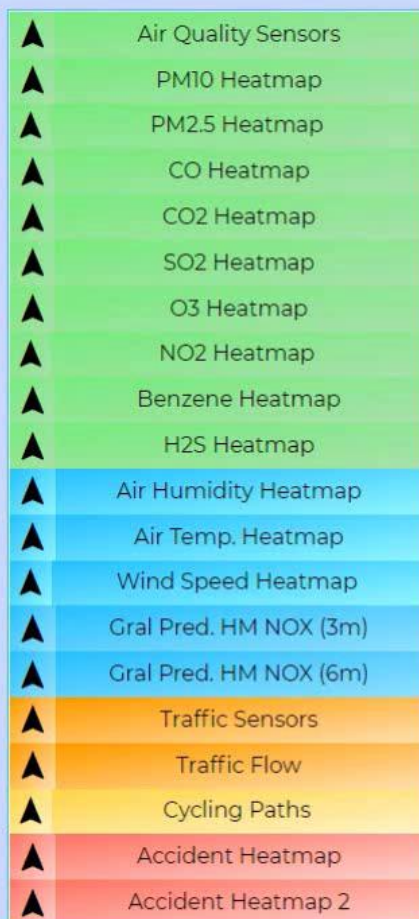 Air Quality Sensors
PM10 Heatmap
PM2.5 Heatmap
CO Heatmap
CO2 Heatmap
SO2 Heatmap
O3 Heatmap
NO2 Heatmap
Benzene Heatmap
H2S Heatmap
Air Humidity Heatmap
Air Temp. Heatmap
Wind Speed Heatmap
Gral Pred. HM NOX (3m)
Gral Pred. HM NOX (6m)
Traffic Sensors
Traffic Flow
Cycling Paths
Accident Heatmap
Accident Heatmap 2